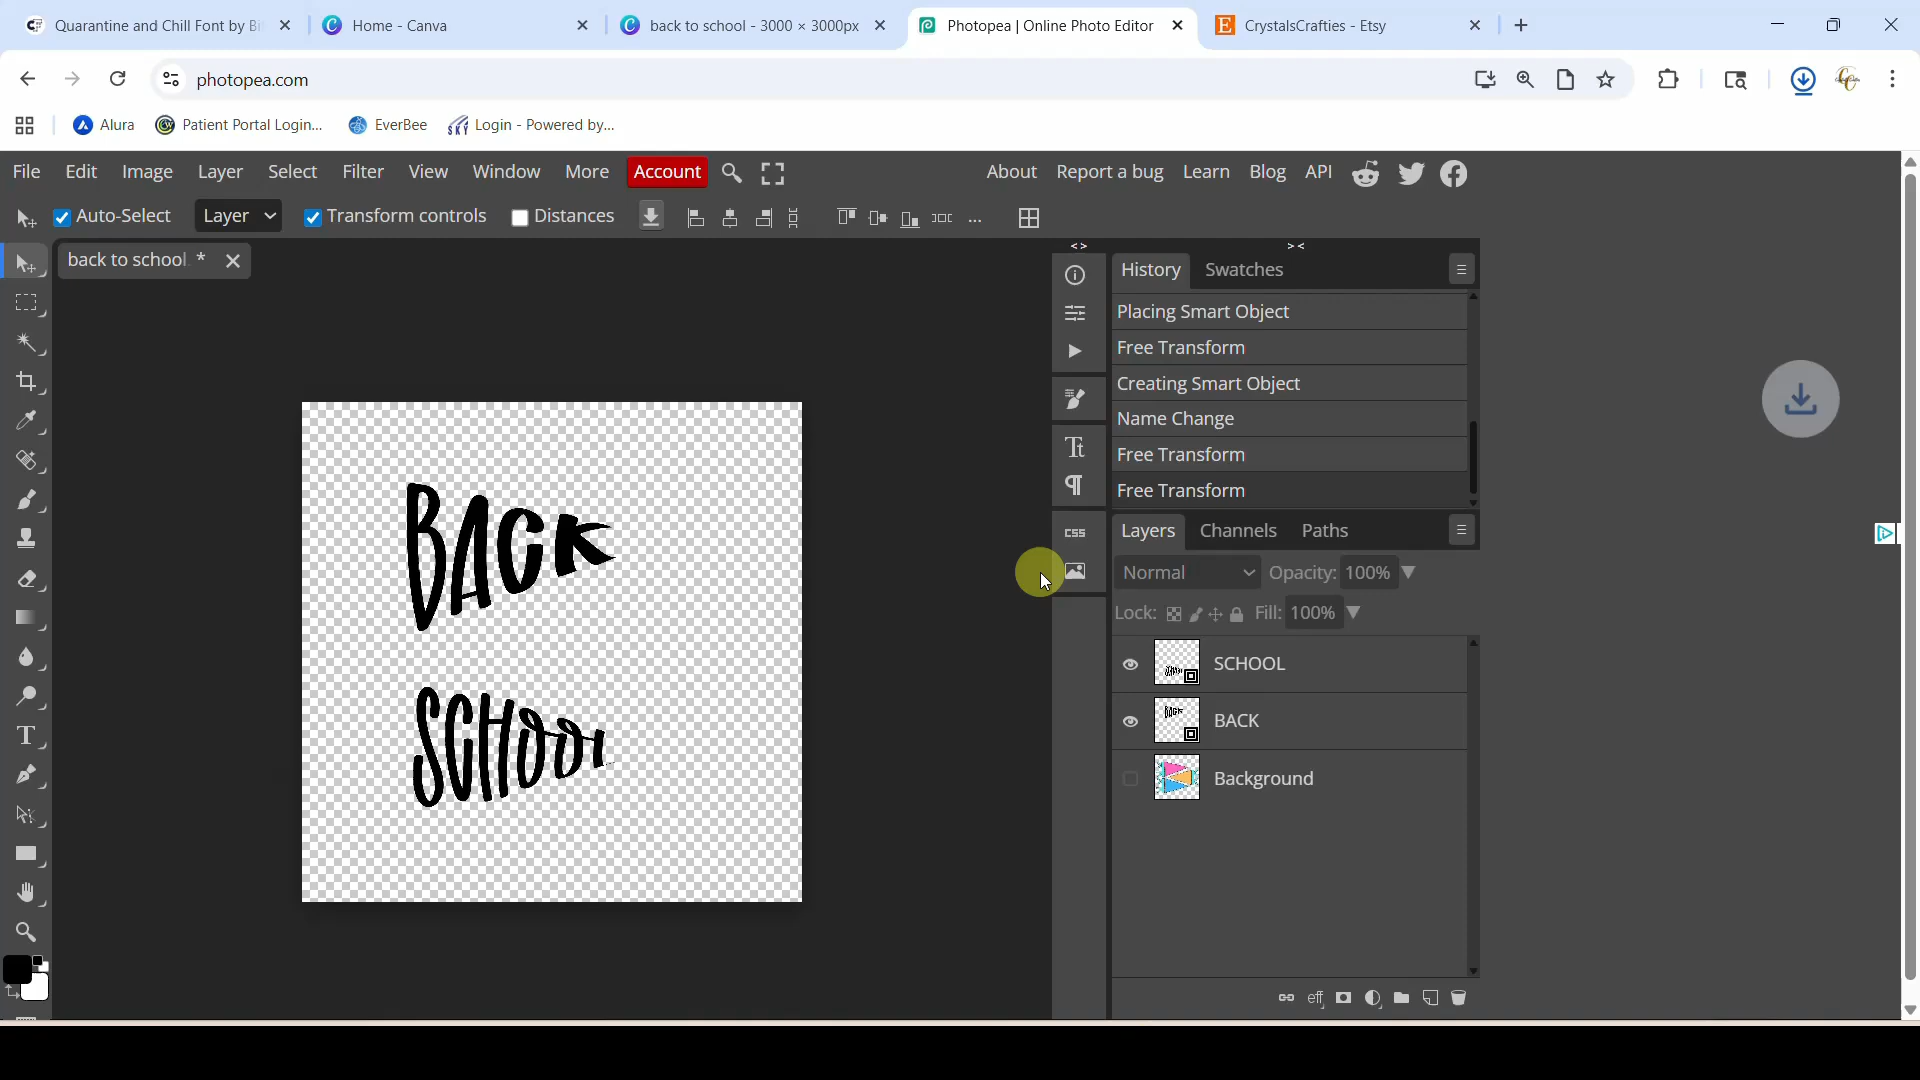 Quarantine and Chill Font by B
Home - Canva
back to school - 3000 × 3000px
Photopea | Online Photo Editor
CrystalsCrafties - Etsy
photopea.com
Alura
Patient Portal Login...
EverBee
SKY
Login - Powered by...
File Edit Image Layer Select Filter View Window More Account
About Report a bug Learn Blog API
Auto-Select
Layer
Transform controls
Distances
...
back to school *
History Swatches
Placing Smart Object
Free Transform
Creating Smart Object
Name Change
Free Transform
Free Transform
CSS
Layers Channels Paths
Normal Opacity: 100%
Lock: Fill: 100%
SCHOOL
BACK
Background
eff
BACK
SCHOOL